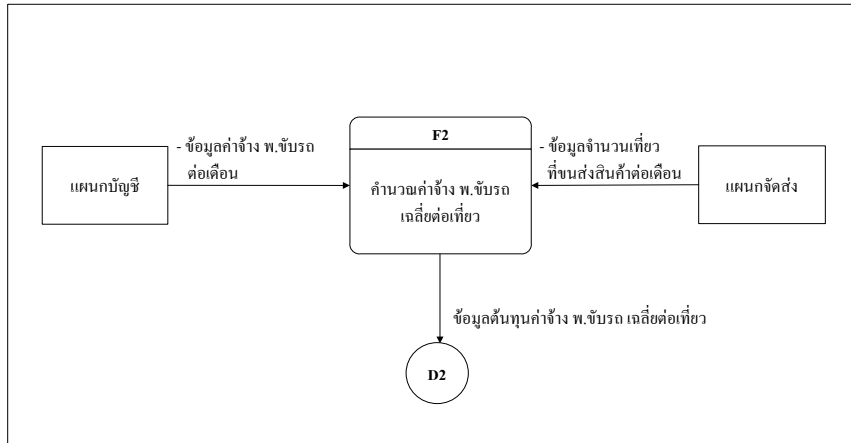 F2
- ข้อมูลค่าจ้าง พ.ขับรถ
ต่อเดือน
- ข้อมูลจำนวนเที่ยว
ที่ขนส่งสินค้าต่อเดือน
แผนกบัญชี
คำนวณค่าจ้าง พ.ขับรถ
เฉลี่ยต่อเที่ยว
แผนกจัดส่ง
ข้อมูลต้นทุนค่าจ้าง พ.ขับรถ เฉลี่ยต่อเที่ยว
D2